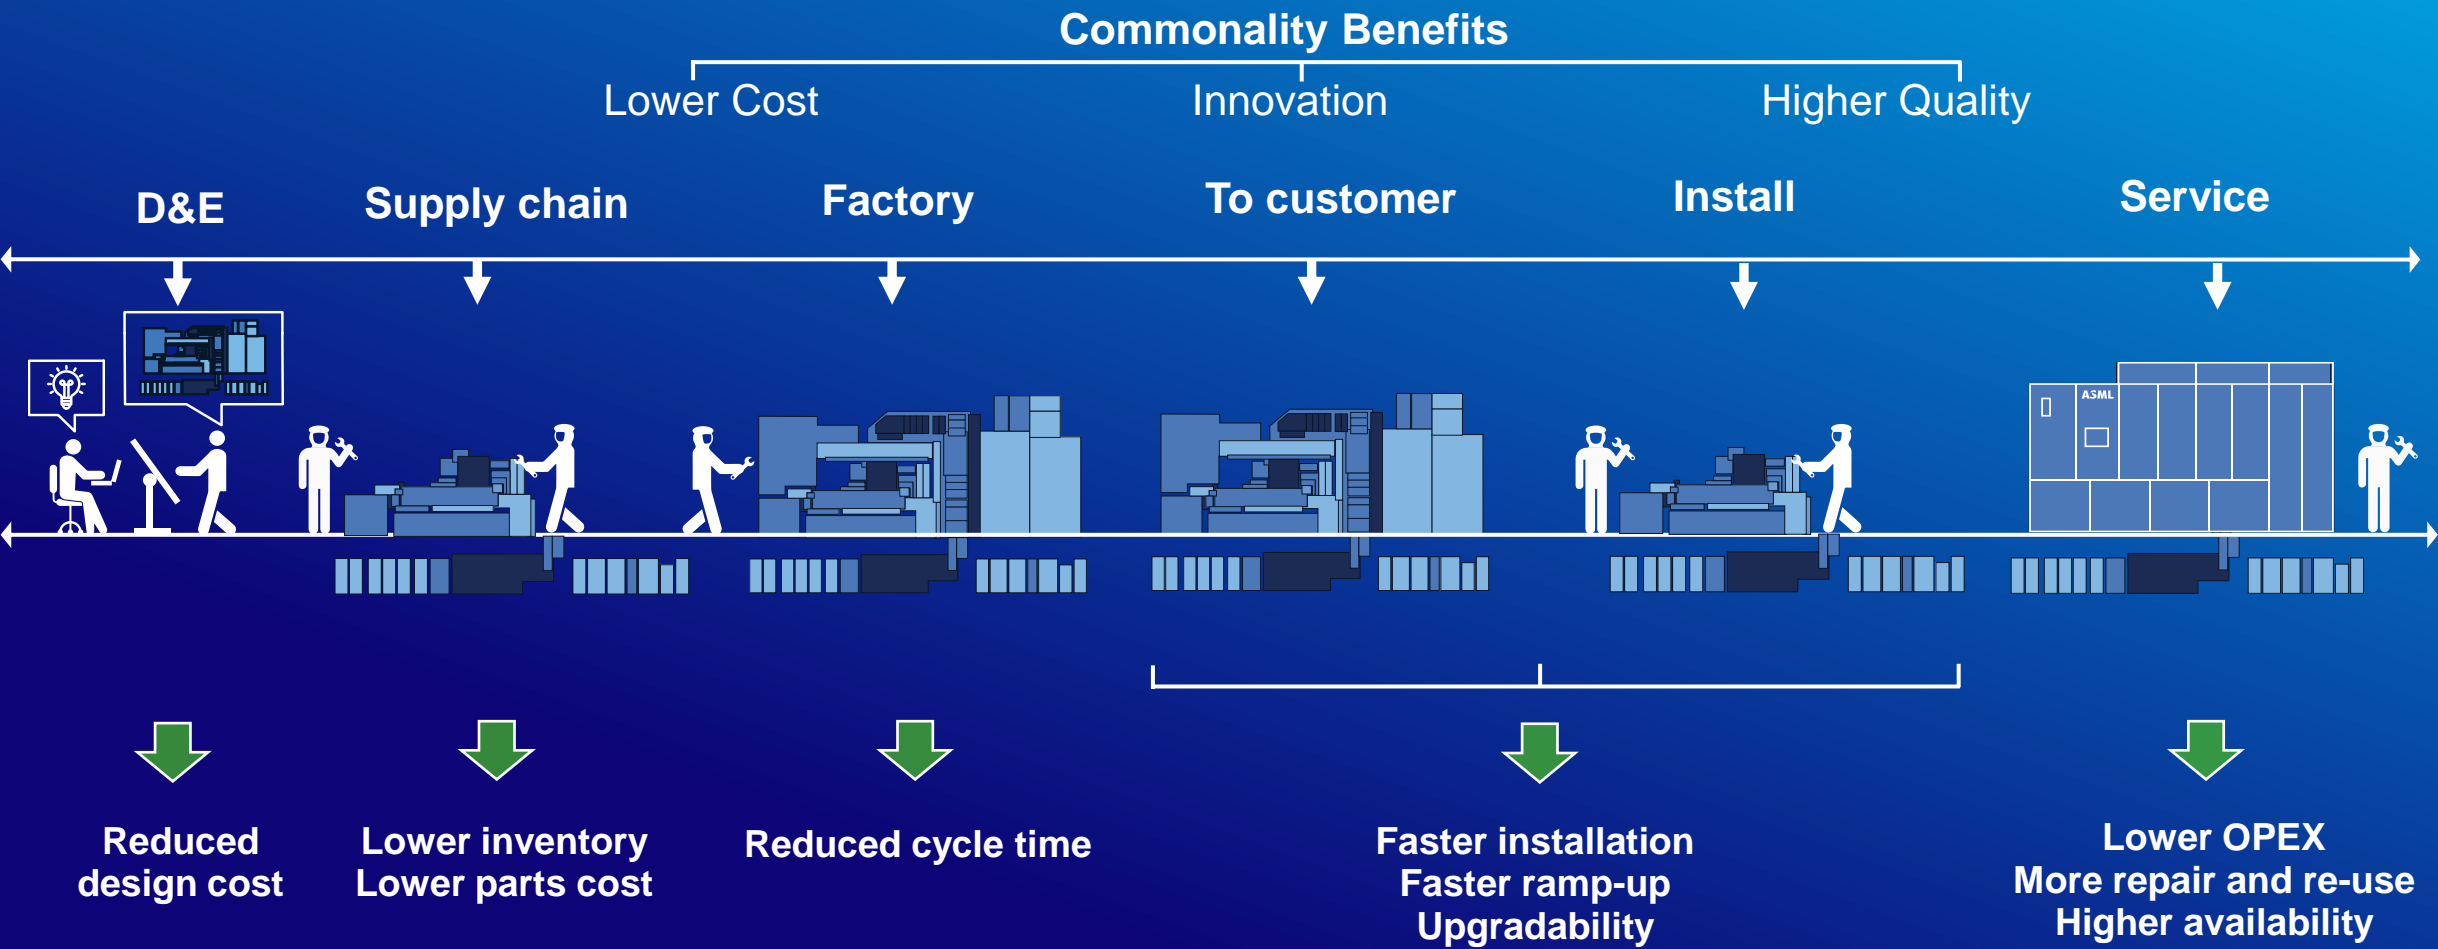 Commonality Benefits
Lower Cost
Innovation
Higher Quality
D&E
Supply chain
Factory
To customer
Install
Service
ASML
Reduced
design cost
Lower inventory
Lower parts cost
Reduced cycle time
Faster installation
Faster ramp-up
Upgradability
Lower OPEX
More repair and re-use
Higher availability